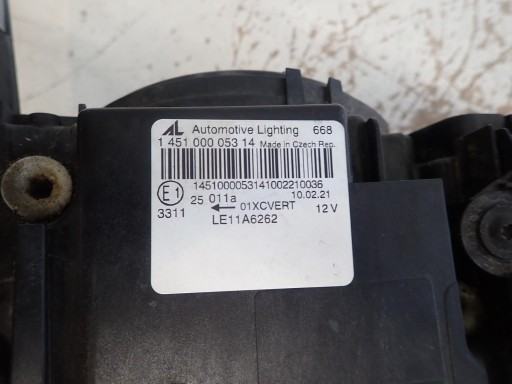 AL Automotive Lighting 668
1 451 000 053 14 Made in Czech Rep.
1451000053141002210036
E1 25 011a 10.02.21
3311 ← 01XCVERT 12 V
LE11A6262